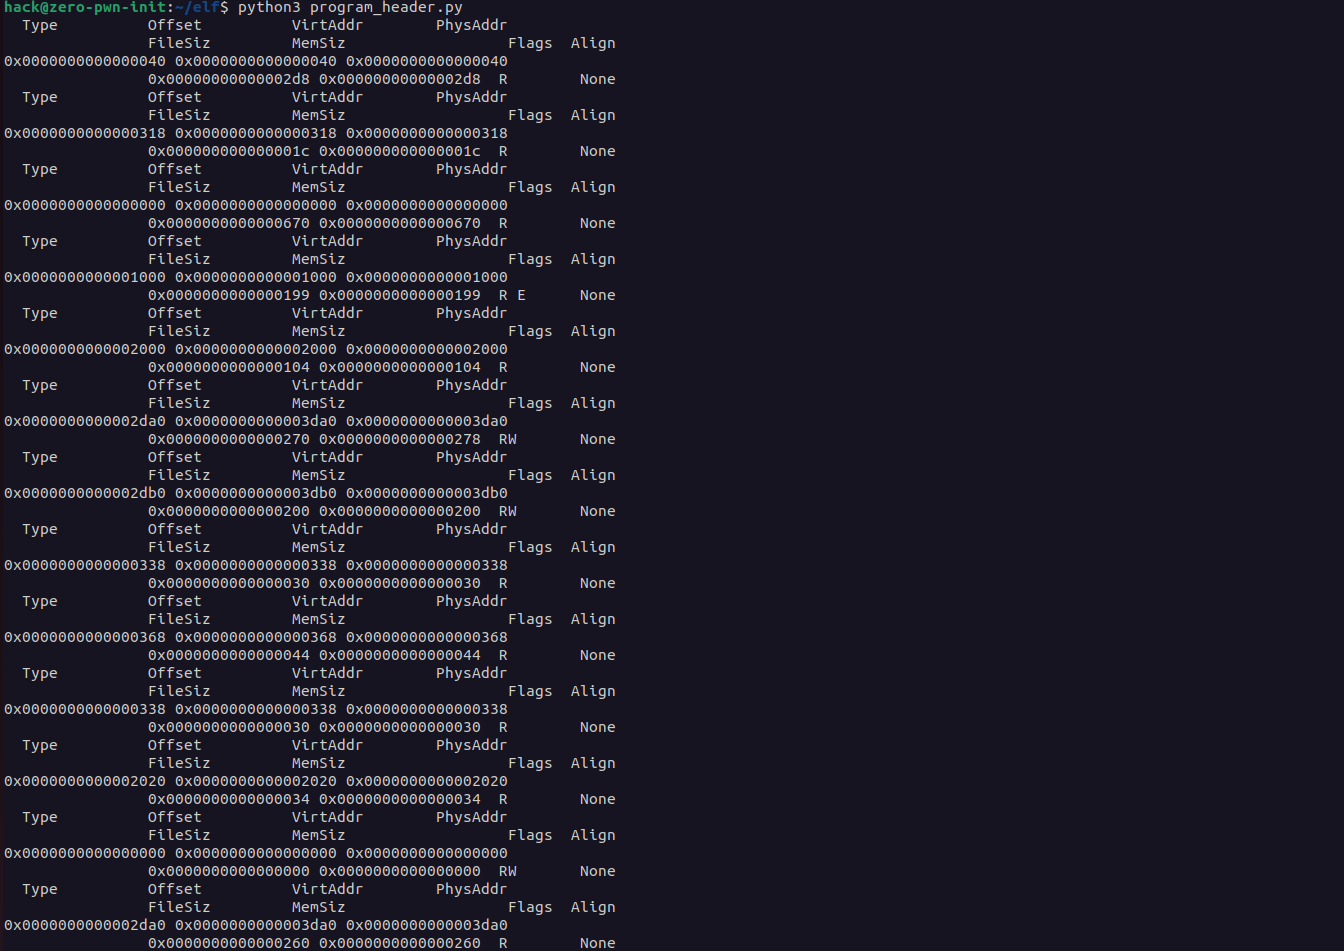 hack@zero-pwn-init:~/elf$ python3 program_header.py
  Type          Offset          VirtAddr        PhysAddr
                FileSiz         MemSiz                  Flags  Align
0x0000000000000040 0x0000000000000040 0x0000000000000040
                0x00000000000002d8 0x00000000000002d8  R        None
  Type          Offset          VirtAddr        PhysAddr
                FileSiz         MemSiz                  Flags  Align
0x0000000000000318 0x0000000000000318 0x0000000000000318
                0x000000000000001c 0x000000000000001c  R        None
  Type          Offset          VirtAddr        PhysAddr
                FileSiz         MemSiz                  Flags  Align
0x0000000000000000 0x0000000000000000 0x0000000000000000
                0x0000000000000670 0x0000000000000670  R        None
  Type          Offset          VirtAddr        PhysAddr
                FileSiz         MemSiz                  Flags  Align
0x0000000000001000 0x0000000000001000 0x0000000000001000
                0x0000000000000199 0x0000000000000199  R E      None
  Type          Offset          VirtAddr        PhysAddr
                FileSiz         MemSiz                  Flags  Align
0x0000000000002000 0x0000000000002000 0x0000000000002000
                0x0000000000000104 0x0000000000000104  R        None
  Type          Offset          VirtAddr        PhysAddr
                FileSiz         MemSiz                  Flags  Align
0x0000000000002da0 0x0000000000003da0 0x0000000000003da0
                0x0000000000000270 0x0000000000000278  RW       None
  Type          Offset          VirtAddr        PhysAddr
                FileSiz         MemSiz                  Flags  Align
0x0000000000002db0 0x0000000000003db0 0x0000000000003db0
                0x0000000000000200 0x0000000000000200  RW       None
  Type          Offset          VirtAddr        PhysAddr
                FileSiz         MemSiz                  Flags  Align
0x0000000000000338 0x0000000000000338 0x0000000000000338
                0x0000000000000030 0x0000000000000030  R        None
  Type          Offset          VirtAddr        PhysAddr
                FileSiz         MemSiz                  Flags  Align
0x0000000000000368 0x0000000000000368 0x0000000000000368
                0x0000000000000044 0x0000000000000044  R        None
  Type          Offset          VirtAddr        PhysAddr
                FileSiz         MemSiz                  Flags  Align
0x0000000000000338 0x0000000000000338 0x0000000000000338
                0x0000000000000030 0x0000000000000030  R        None
  Type          Offset          VirtAddr        PhysAddr
                FileSiz         MemSiz                  Flags  Align
0x0000000000002020 0x0000000000002020 0x0000000000002020
                0x0000000000000034 0x0000000000000034  R        None
  Type          Offset          VirtAddr        PhysAddr
                FileSiz         MemSiz                  Flags  Align
0x0000000000000000 0x0000000000000000 0x0000000000000000
                0x0000000000000000 0x0000000000000000  RW       None
  Type          Offset          VirtAddr        PhysAddr
                FileSiz         MemSiz                  Flags  Align
0x0000000000002da0 0x0000000000003da0 0x0000000000003da0
                0x0000000000000260 0x0000000000000260  R        None